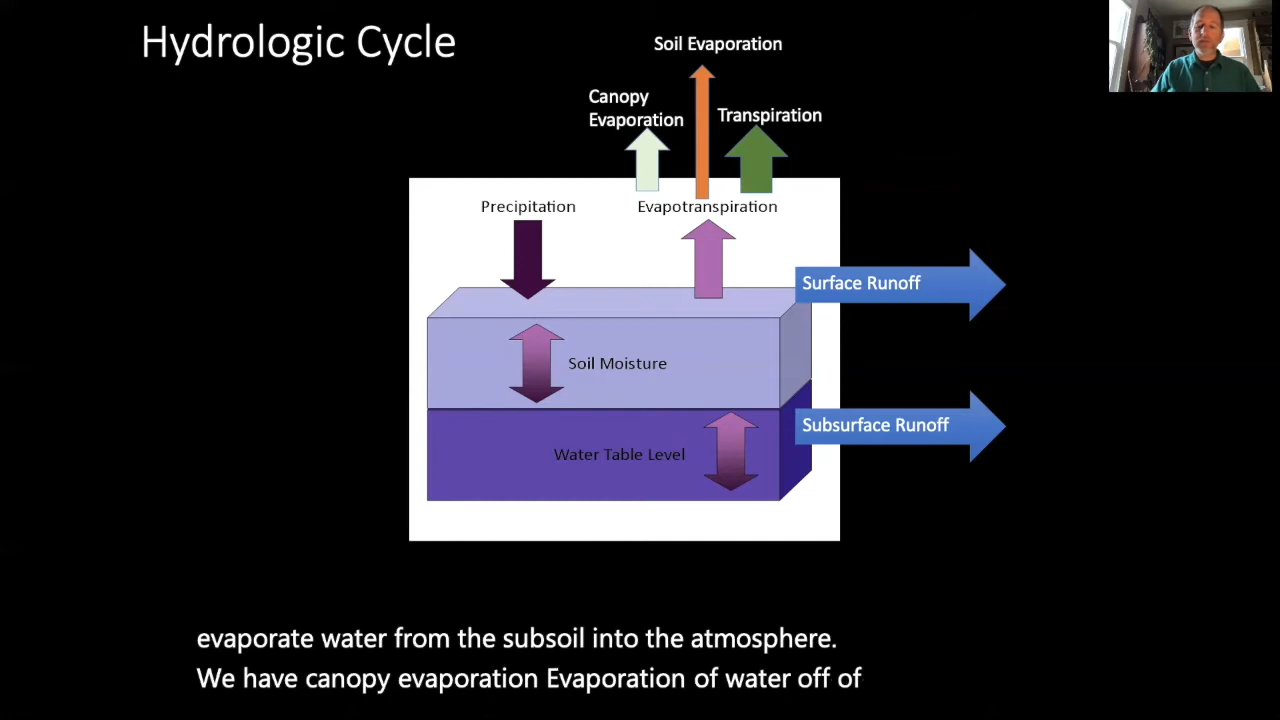 Hydrologic Cycle
Soil Evaporation
Canopy
Evaporation
Transpiration
Precipitation
Evapotranspiration
Surface Runoff
Soil Moisture
Subsurface Runoff
Water Table Level
evaporate water from the subsoil into the atmosphere.
We have canopy evaporation Evaporation of water off of